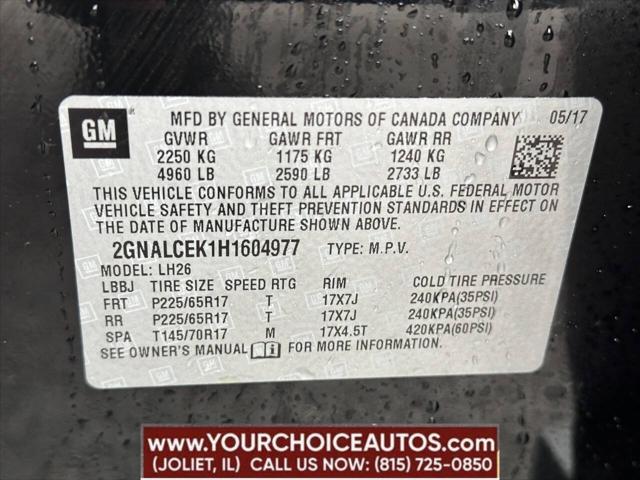 GM
MFD BY GENERAL MOTORS OF CANADA COMPANY 05/17
GVWR GAWR FRT GAWR RR
2250 KG 1175 KG 1240 KG
4960 LB 2590 LB 2733 LB
THIS VEHICLE CONFORMS TO ALL APPLICABLE U.S. FEDERAL MOTOR
VEHICLE SAFETY AND THEFT PREVENTION STANDARDS IN EFFECT ON
THE DATE OF MANUFACTURE SHOWN ABOVE.
2GNALCEK1H1604977 TYPE: M.P.V.
MODEL: LH26
LBBJ TIRE SIZE SPEED RTG RIM COLD TIRE PRESSURE
FRT P225/65R17 T 17X7J 240KPA(35PSI)
RR P225/65R17 T 17X7J 240KPA(35PSI)
SPA T145/70R17 M 17X4.5T 420KPA(60PSI)
SEE OWNER'S MANUAL FOR MORE INFORMATION
WWW.YOURCHOICEAUTOS.COM
(JOLIET, IL) CALL US NOW: (815) 725-0850